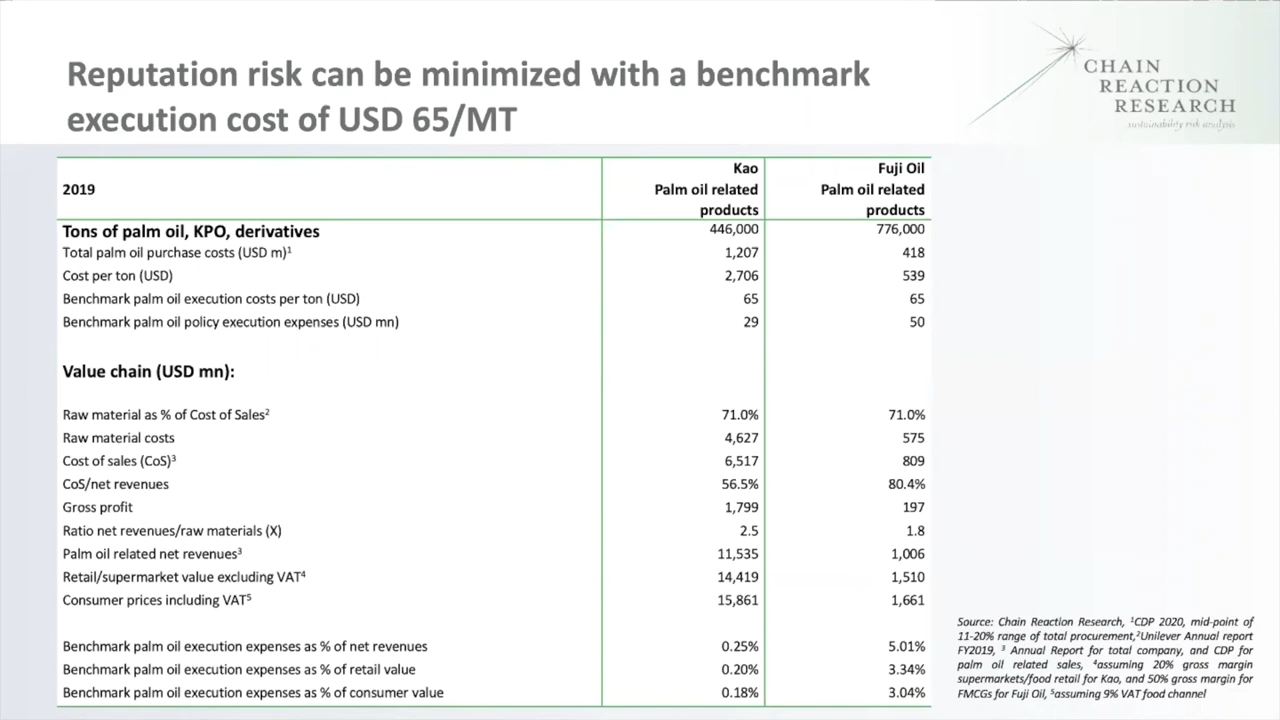 Reputation risk can be minimized with a benchmark
execution cost of USD 65/MT
CHAIN
REACTION
RESEARCH
sustainability risk analysis
2019
Kao
Palm oil related
products
Fuji Oil
Palm oil related
products
Tons of palm oil, KPO, derivatives 446,000 776,000
Total palm oil purchase costs (USD m)¹ 1,207 418
Cost per ton (USD) 2,706 539
Benchmark palm oil execution costs per ton (USD) 65 65
Benchmark palm oil policy execution expenses (USD mn) 29 50
Value chain (USD mn):
Raw material as % of Cost of Sales² 71.0% 71.0%
Raw material costs 4,627 575
Cost of sales (CoS)³ 6,517 809
CoS/net revenues 56.5% 80.4%
Gross profit 1,799 197
Ratio net revenues/raw materials (X) 2.5 1.8
Palm oil related net revenues³ 11,535 1,006
Retail/supermarket value excluding VAT⁴ 14,419 1,510
Consumer prices including VAT⁵ 15,861 1,661
Benchmark palm oil execution expenses as % of net revenues 0.25% 5.01%
Benchmark palm oil execution expenses as % of retail value 0.20% 3.34%
Benchmark palm oil execution expenses as % of consumer value 0.18% 3.04%
Source: Chain Reaction Research, ¹CDP 2020, mid-point of
11-20% range of total procurement,²Unilever Annual report
FY2019, ³ Annual Report for total company, and CDP for
palm oil related sales, ⁴assuming 20% gross margin
supermarkets/food retail for Kao, and 50% gross margin for
FMCGs for Fuji Oil, ⁵assuming 9% VAT food channel